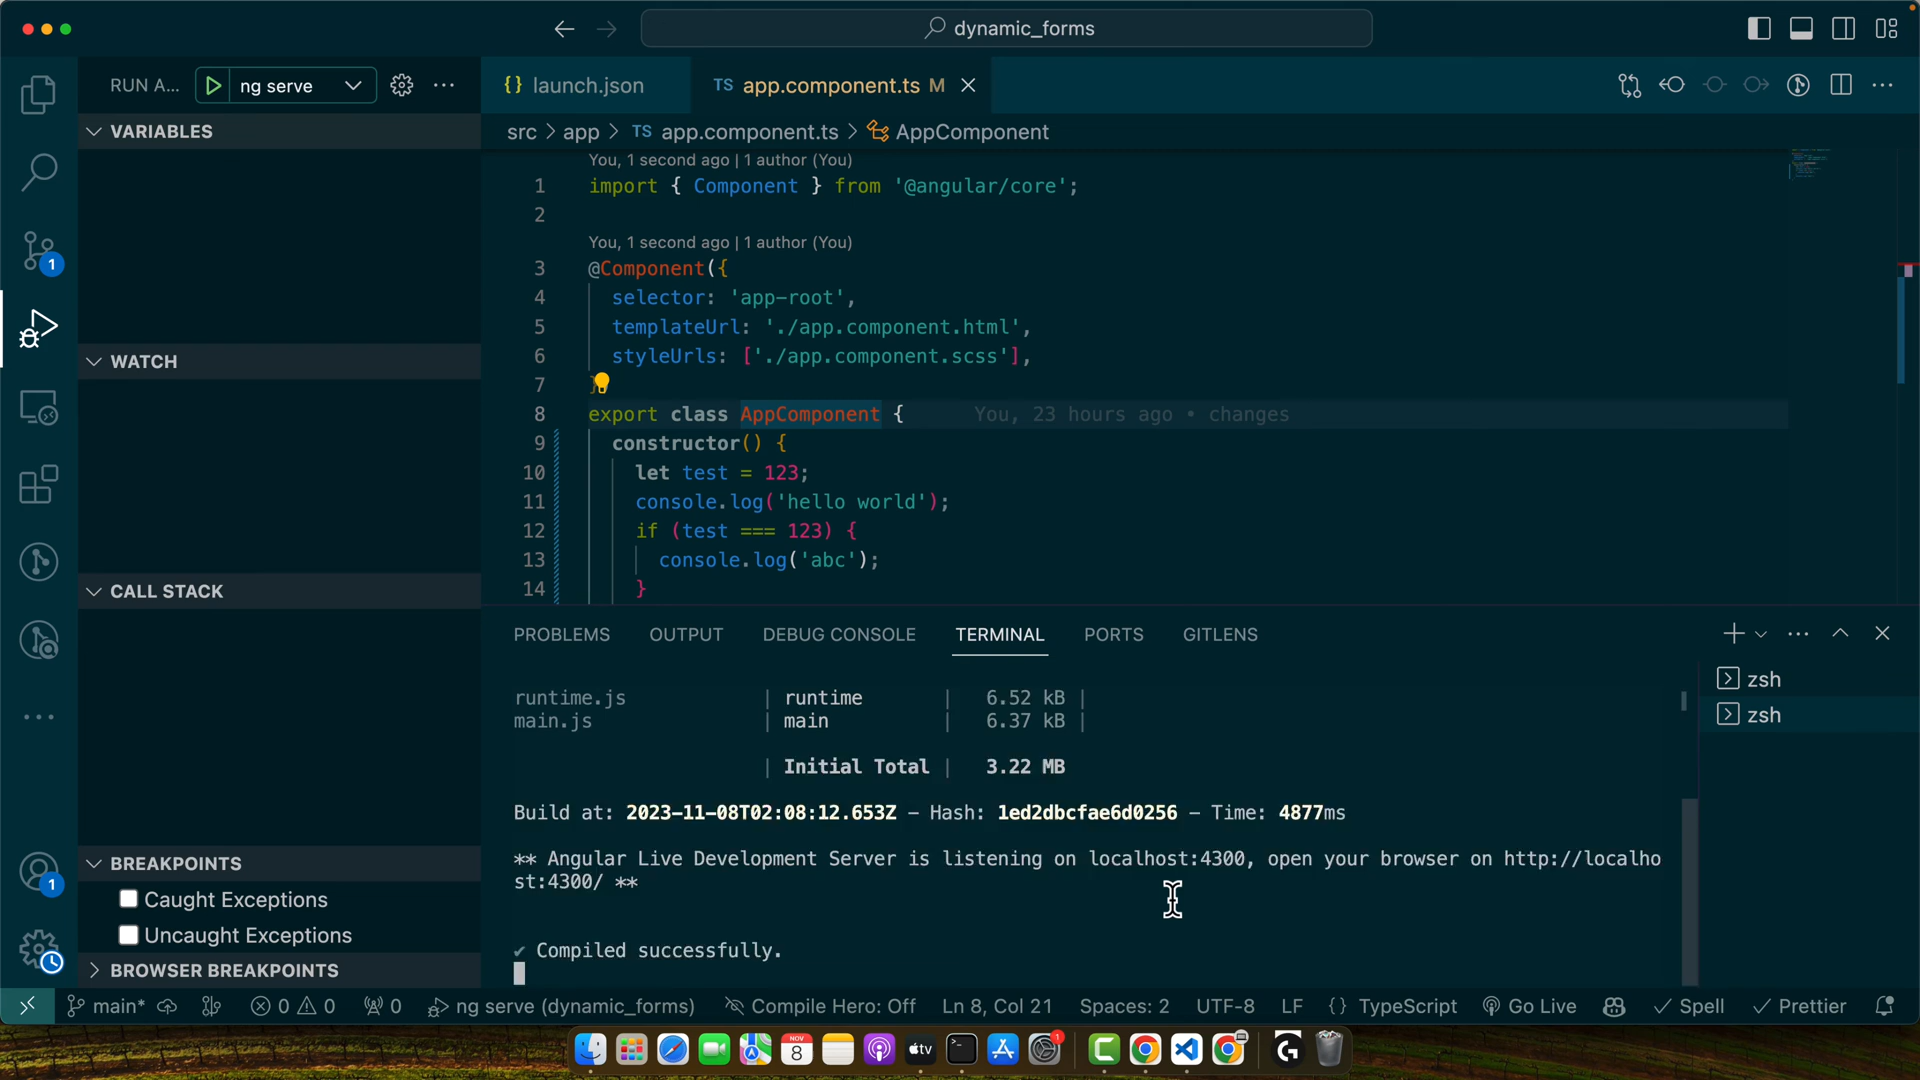 dynamic_forms
RUN A...
ng serve
launch.json
TS app.component.ts M
src > app > TS app.component.ts > AppComponent
VARIABLES
WATCH
CALL STACK
BREAKPOINTS
Caught Exceptions
Uncaught Exceptions
BROWSER BREAKPOINTS
You, 1 second ago | 1 author (You)
1 import { Component } from '@angular/core';
2
You, 1 second ago | 1 author (You)
3 @Component({
4 selector: 'app-root',
5 templateUrl: './app.component.html',
6 styleUrls: ['./app.component.scss'],
7 }
8 export class AppComponent { You, 23 hours ago • changes
9 constructor() {
10 let test = 123;
11 console.log('hello world');
12 if (test === 123) {
13 console.log('abc');
14 }
PROBLEMS OUTPUT DEBUG CONSOLE TERMINAL PORTS GITLENS
runtime.js | runtime | 6.52 kB |
main.js | main | 6.37 kB |
| Initial Total | 3.22 MB
Build at: 2023-11-08T02:08:12.653Z - Hash: 1ed2dbcfae6d0256 - Time: 4877ms
** Angular Live Development Server is listening on localhost:4300, open your browser on http://localho
st:4300/ **
✔ Compiled successfully.
zsh
zsh
1
1
main* 0 0 0 ng serve (dynamic_forms) Compile Hero: Off Ln 8, Col 21 Spaces: 2 UTF-8 LF {} TypeScript Go Live Spell Prettier
NOV
8
tv
1